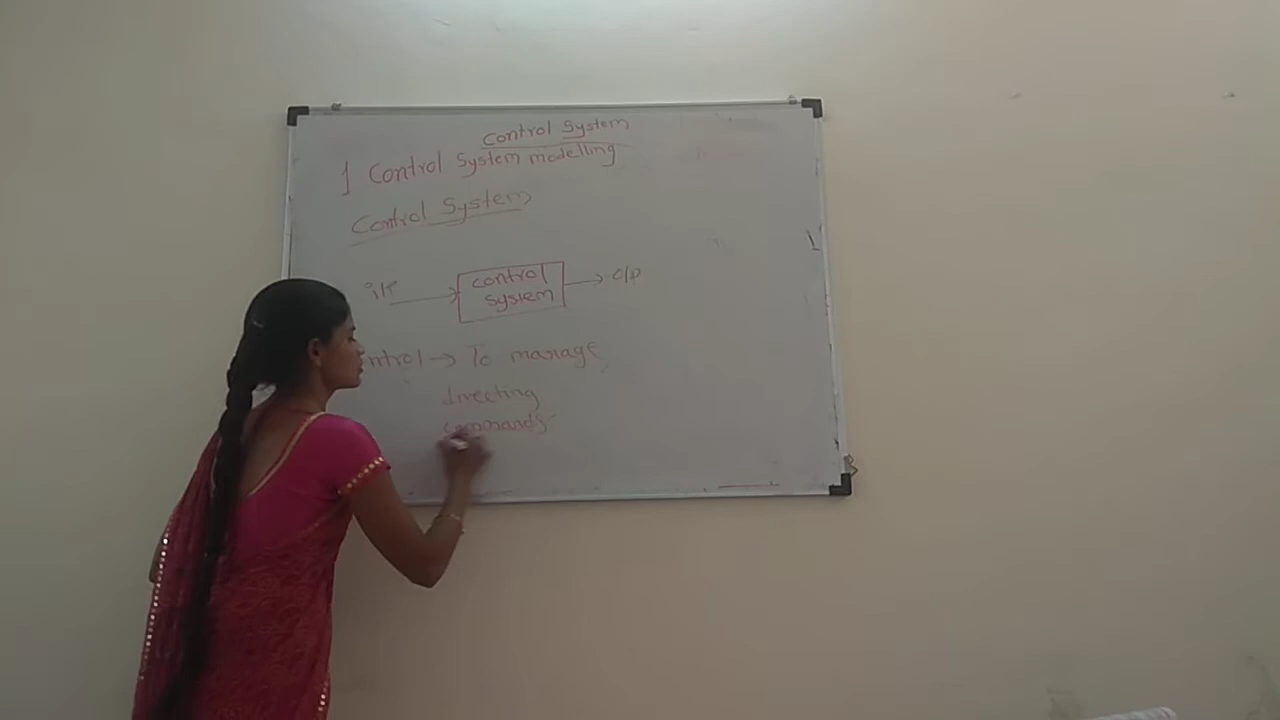 Control System
1 Control System modelling
Control System
i/P
control
system
O/P
ntrol → To manage
directing
commands